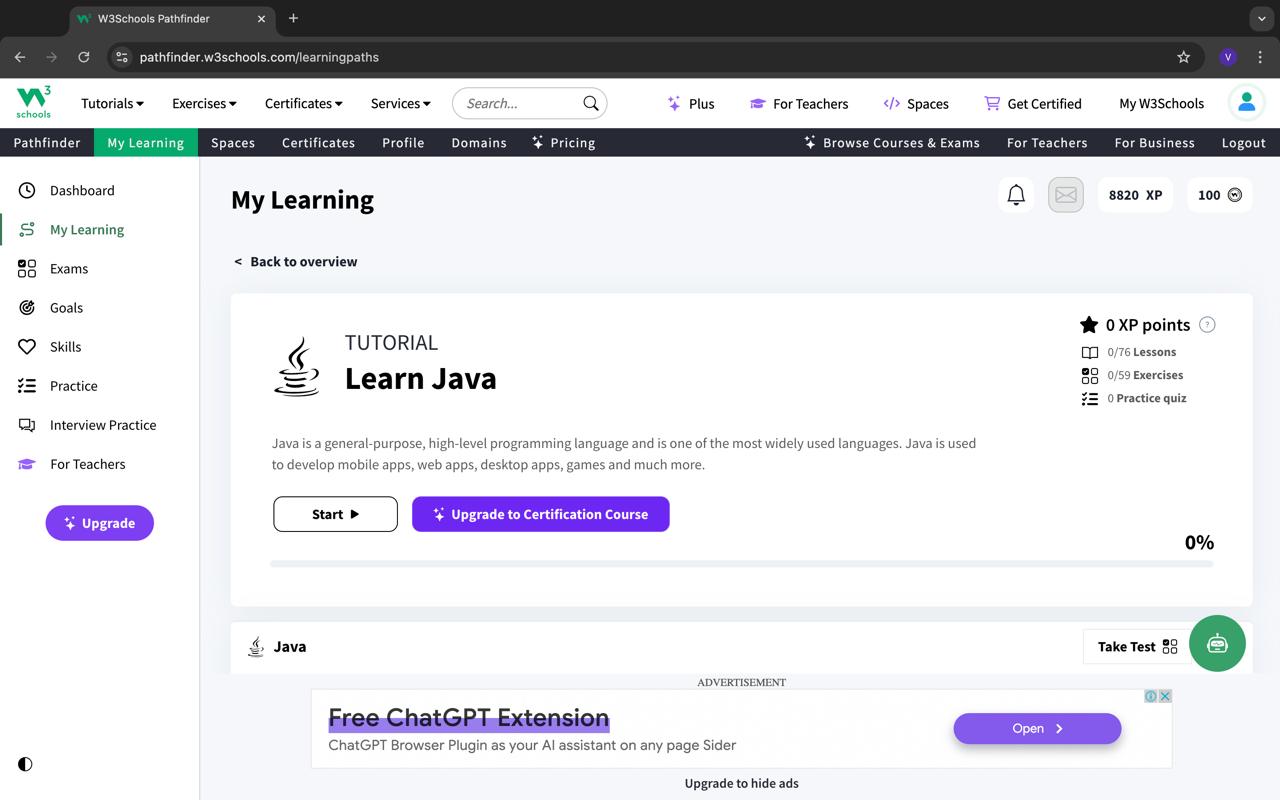 W3Schools Pathfinder
pathfinder.w3schools.com/learningpaths
V
W3 schools
Tutorials
Exercises
Certificates
Services
Search...
Plus
For Teachers
Spaces
Get Certified
My W3Schools
Pathfinder
My Learning
Spaces
Certificates
Profile
Domains
Pricing
Browse Courses & Exams
For Teachers
For Business
Logout
Dashboard
My Learning
Exams
Goals
Skills
Practice
Interview Practice
For Teachers
Upgrade
My Learning
8820 XP
100
< Back to overview
TUTORIAL
Learn Java
0 XP points ?
0/76 Lessons
0/59 Exercises
0 Practice quiz
Java is a general-purpose, high-level programming language and is one of the most widely used languages. Java is used
to develop mobile apps, web apps, desktop apps, games and much more.
Start
Upgrade to Certification Course
0%
Java
Take Test
ADVERTISEMENT
Free ChatGPT Extension
ChatGPT Browser Plugin as your AI assistant on any page Sider
Open
Upgrade to hide ads